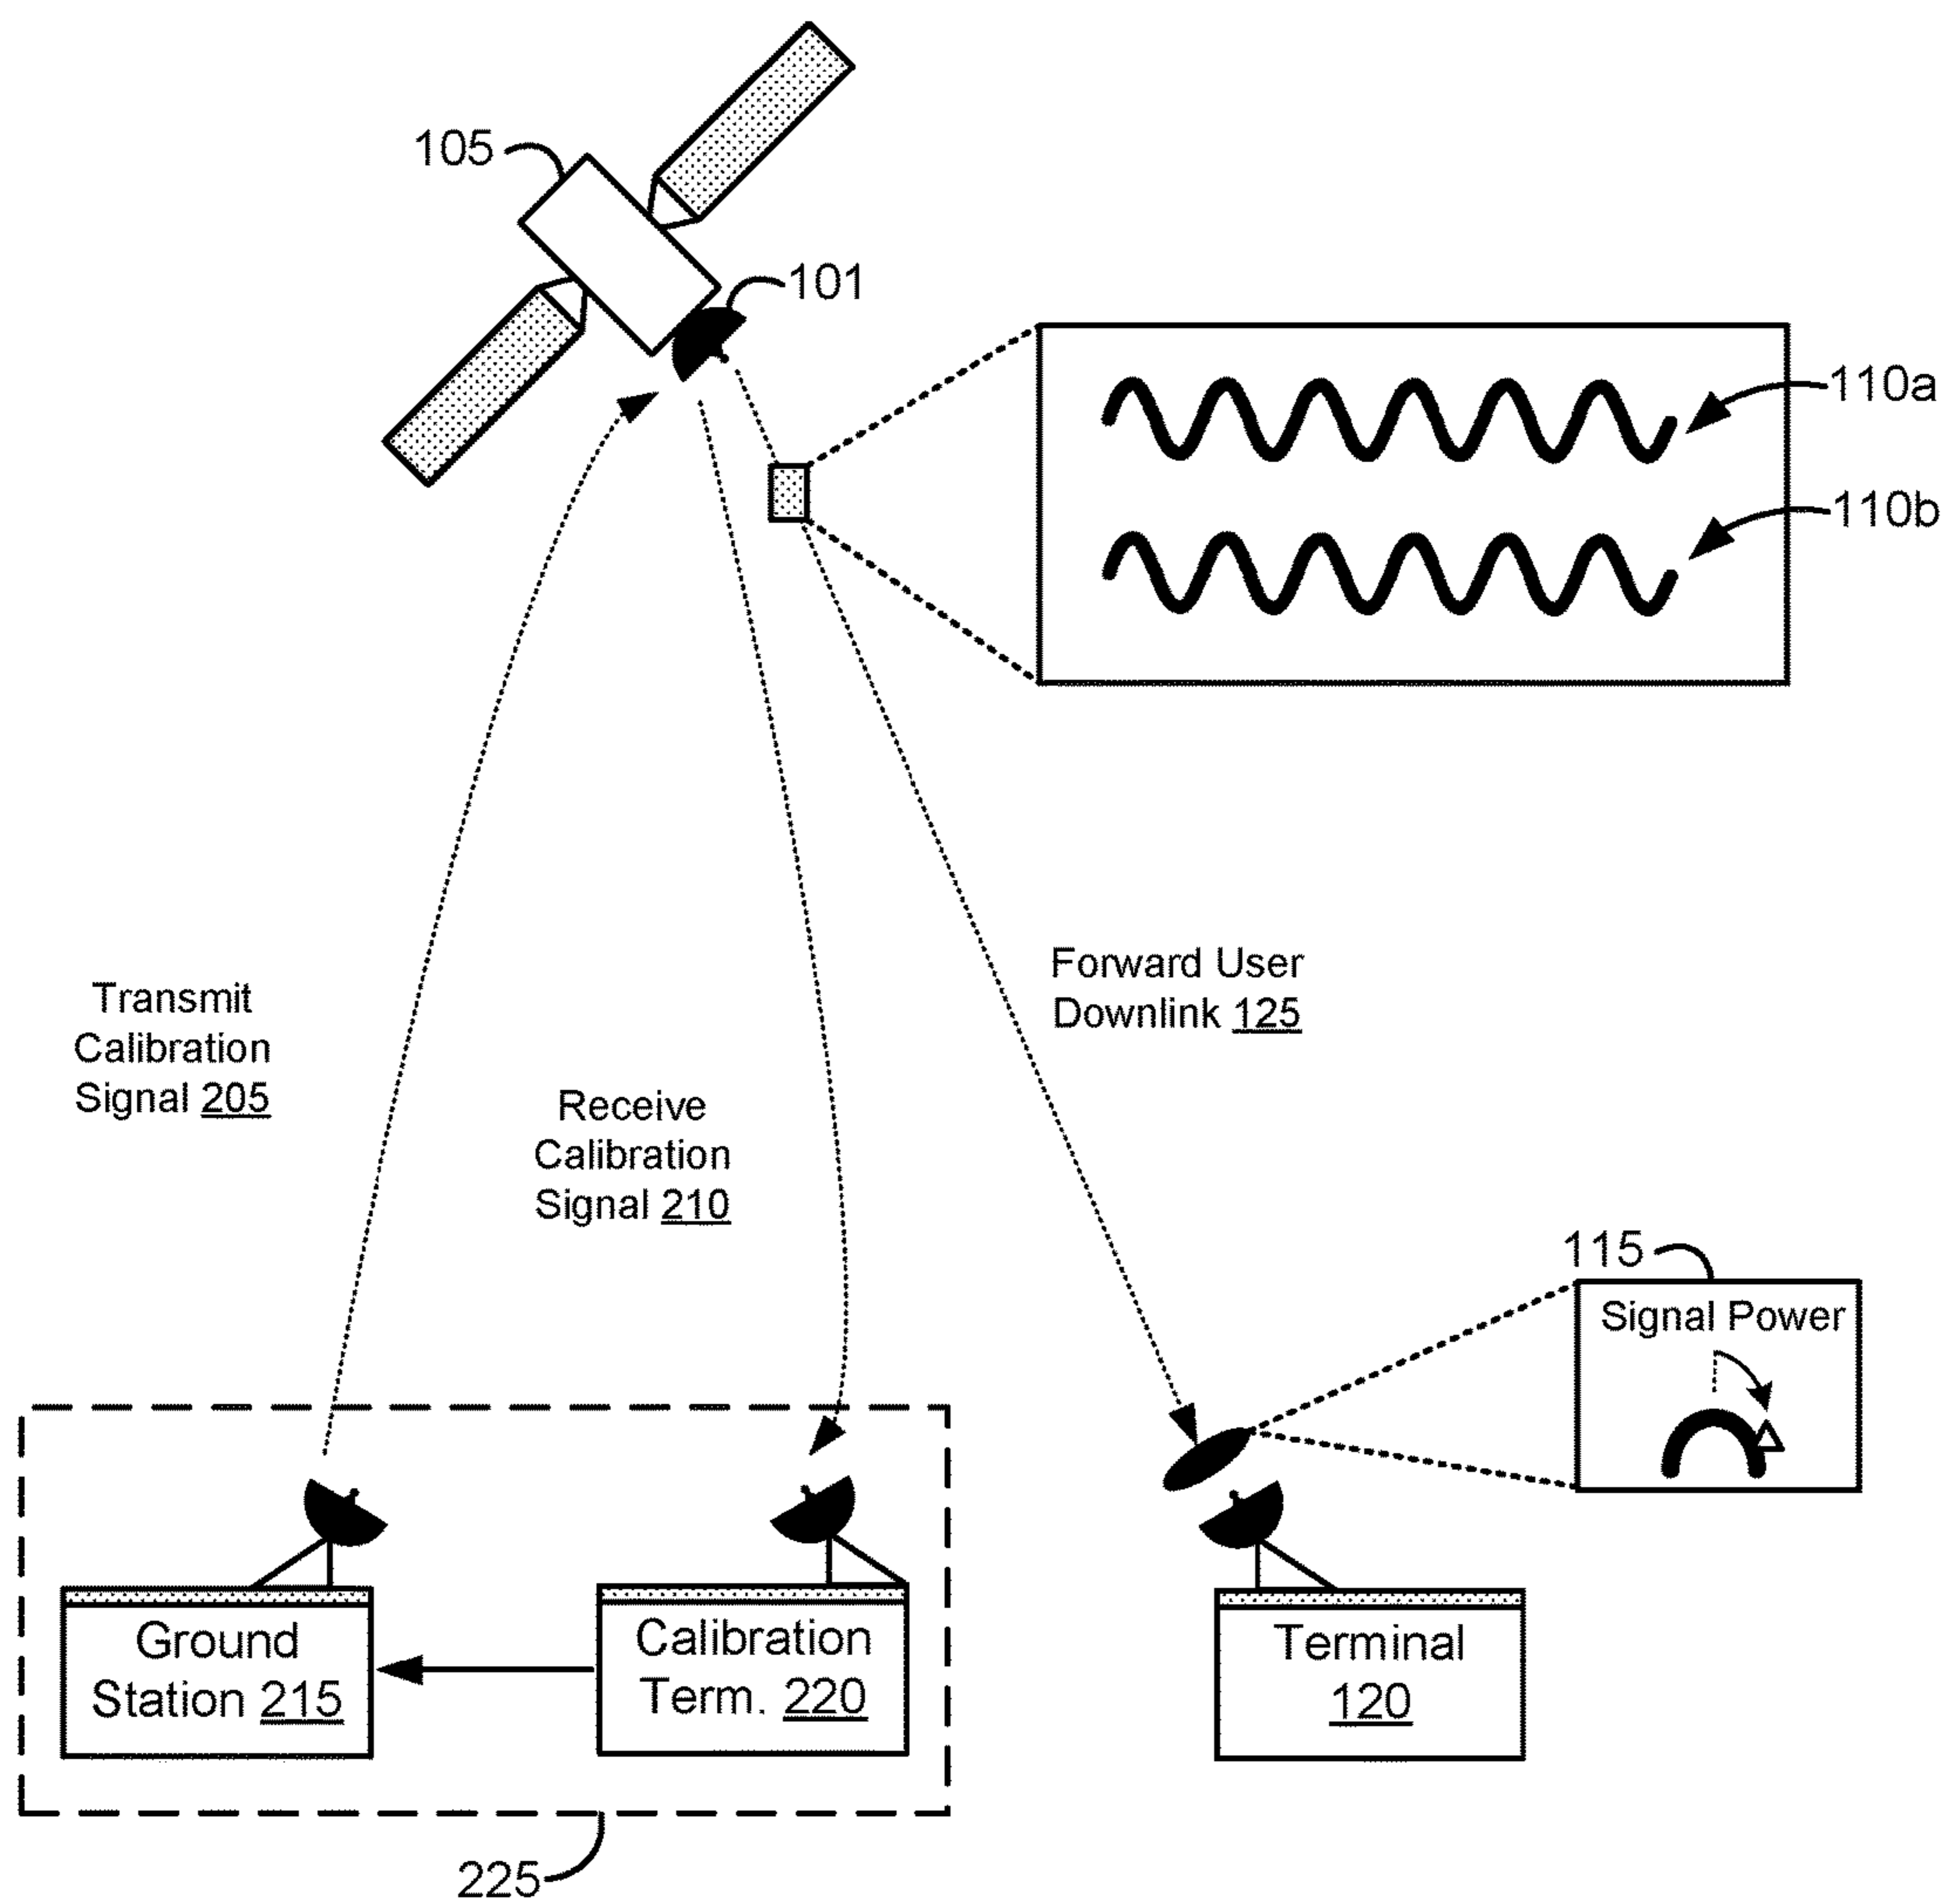 105
101
110a
110b
Forward User
Downlink 125
Transmit
Calibration
Signal 205
Receive
Calibration
Signal 210
115
Signal Power
Ground
Station 215
Calibration
Term. 220
Terminal
120
225